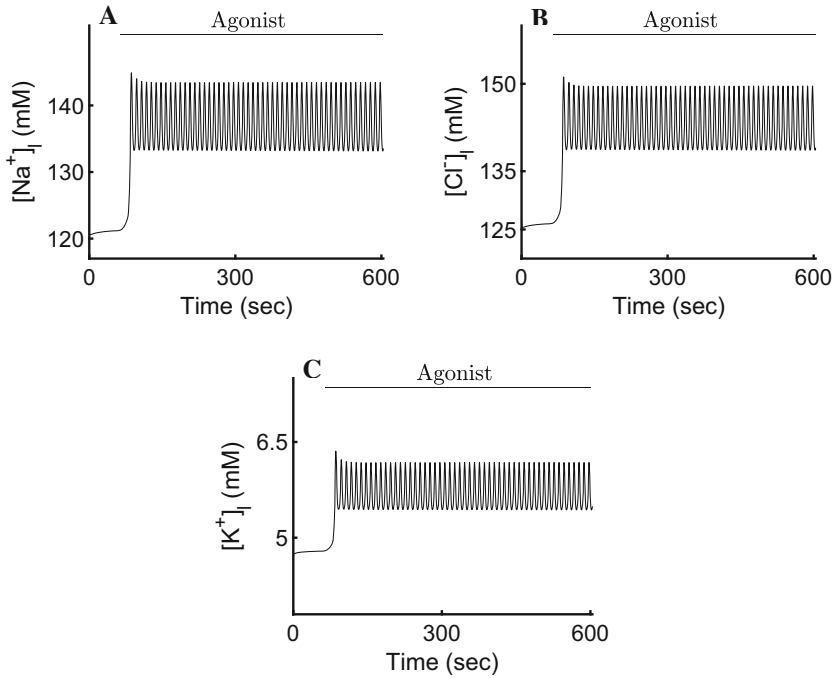 A
Agonist
[Na+]l (mM)
140
130
120
0
300
600
Time (sec)
B
Agonist
[Cl-]l (mM)
150
135
125
0
300
600
Time (sec)
C
Agonist
[K+]l (mM)
6.5
5
0
300
600
Time (sec)